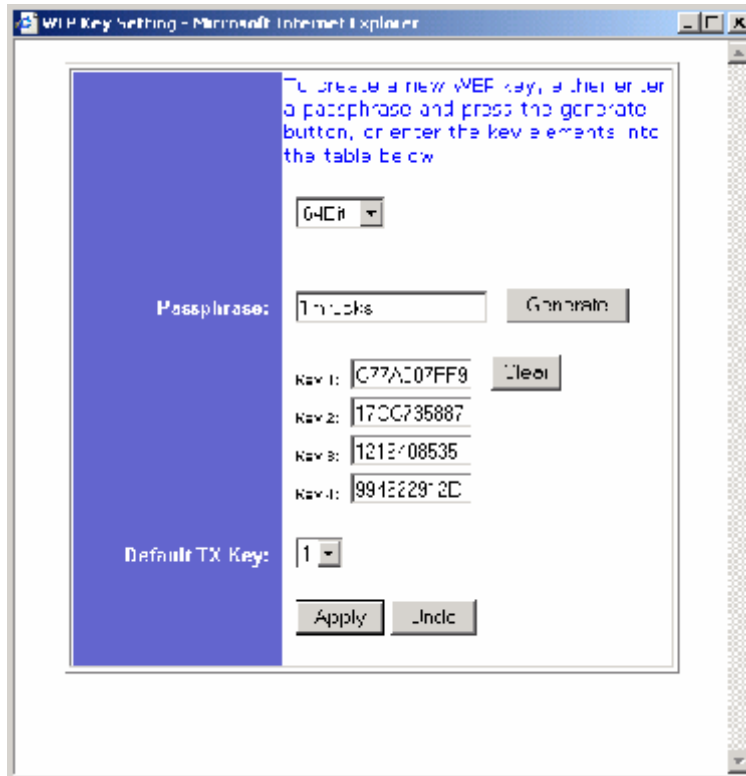 WEP Key Setting - Microsoft Internet Explorer
To create a new WEP key, either enter
a passphrase and press the generate
button, or enter the key elements into
the table below
64Bit
Passphrase:
Generate
Key 1:
Clear
Key 2:
Key 3:
Key 4:
Default TX Key:
1
Apply
Undo